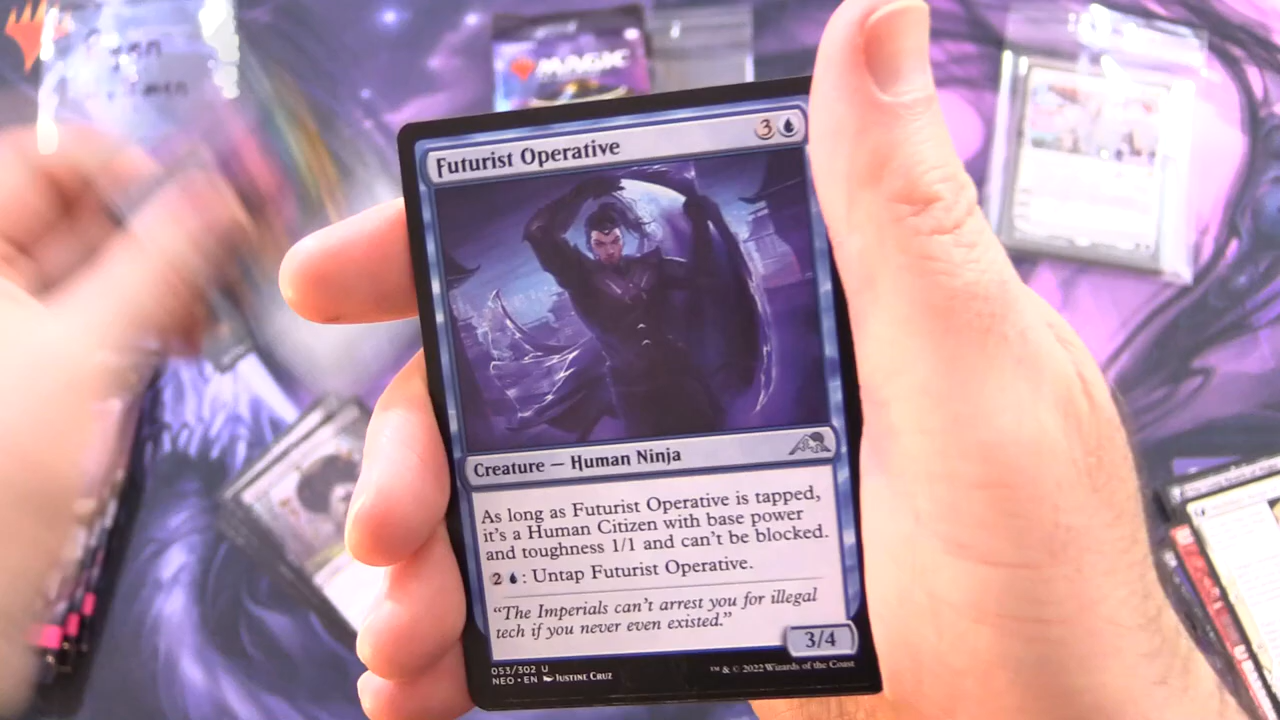 MAGIC
Futurist Operative
3
Creature — Human Ninja
As long as Futurist Operative is tapped,
it's a Human Citizen with base power
and toughness 1/1 and can't be blocked.
2 : Untap Futurist Operative.
“The Imperials can't arrest you for illegal
tech if you never even existed.”
3/4
053/302 U
NEO • EN Justine Cruz
™ & © 2022 Wizards of the Coast